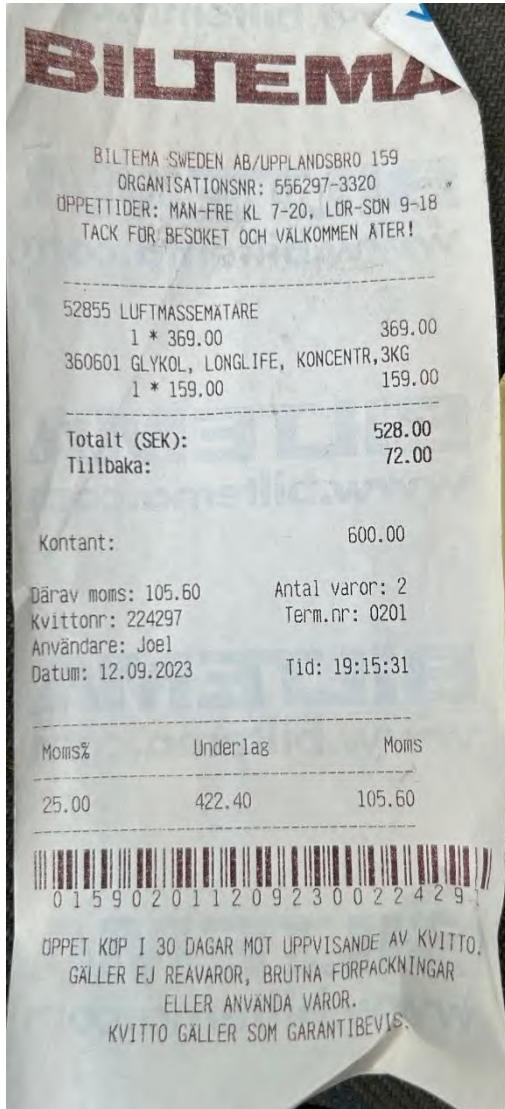 BILTEMA
BILTEMA SWEDEN AB/UPPLANDSBRO 159
ORGANISATIONSNR: 556297-3320
ÖPPETTIDER: MÅN-FRE KL 7-20, LÖR-SÖN 9-18
TACK FÖR BESÖKET OCH VÄLKOMMEN ÅTER!
52855 LUFTMASSEMÄTARE
1 * 369.00 369.00
360601 GLYKOL, LONGLIFE, KONCENTR,3KG
1 * 159.00 159.00
Totalt (SEK): 528.00
Tillbaka: 72.00
Kontant: 600.00
Därav moms: 105.60 Antal varor: 2
Kvittonr: 224297 Term.nr: 0201
Användare: Joel
Datum: 12.09.2023 Tid: 19:15:31
Moms% Underlag Moms
25.00 422.40 105.60
015902011209230022429
ÖPPET KÖP I 30 DAGAR MOT UPPVISANDE AV KVITTO.
GÄLLER EJ REAVAROR, BRUTNA FÖRPACKNINGAR
ELLER ANVÄNDA VAROR.
KVITTO GÄLLER SOM GARANTIBEVIS.